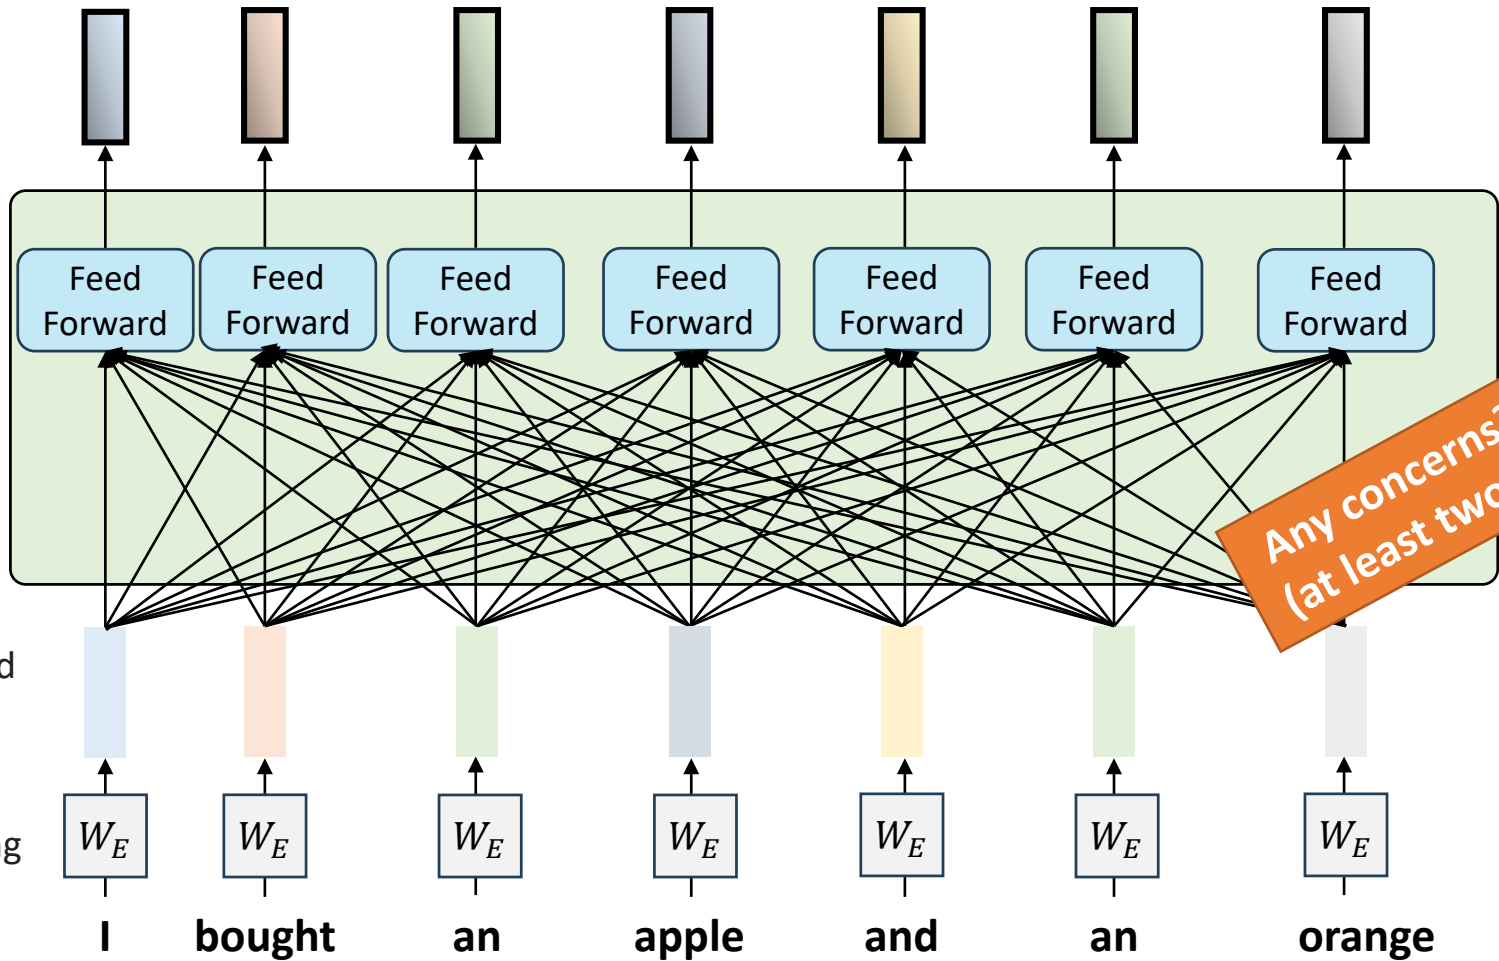 Feed Feed Feed Feed Feed Feed Feed
Forward Forward Forward Forward Forward Forward Forward
Any concerns?
(at least two
W_E W_E W_E W_E W_E W_E W_E
I bought an apple and an orange